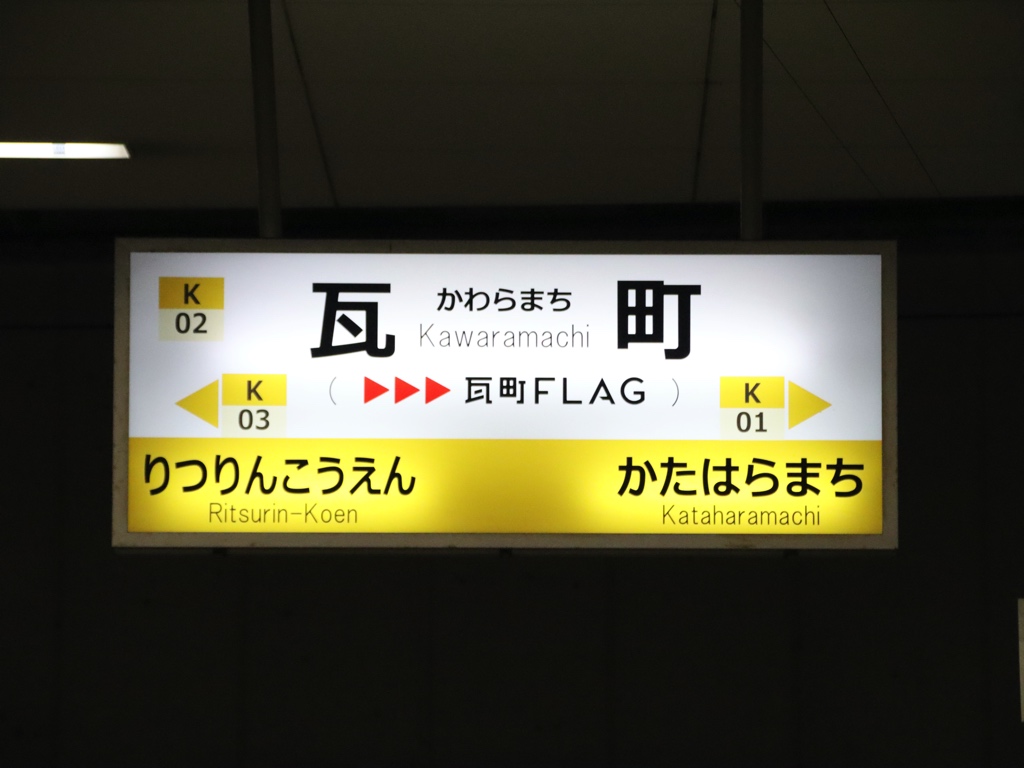 K
02
瓦町
かわらまち
Kawaramachi
( 瓦町FLAG )
K
03
K
01
りつりんこうえん
Ritsurin-Koen
かたはらまち
Kataharamachi